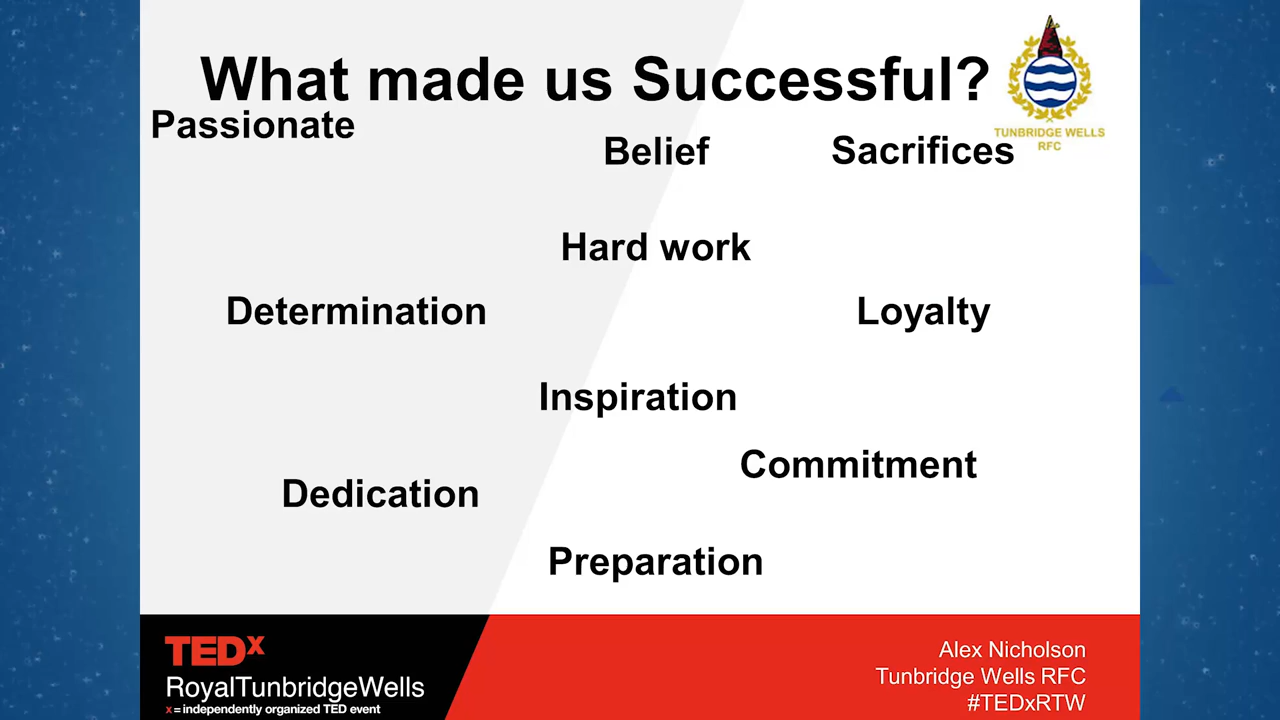 What made us Successful?
TUNBRIDGE WELLS
RFC
Passionate
Belief
Sacrifices
Hard work
Determination
Loyalty
Inspiration
Commitment
Dedication
Preparation
TEDx
RoyalTunbridgeWells
x = independently organized TED event
Alex Nicholson
Tunbridge Wells RFC
#TEDxRTW